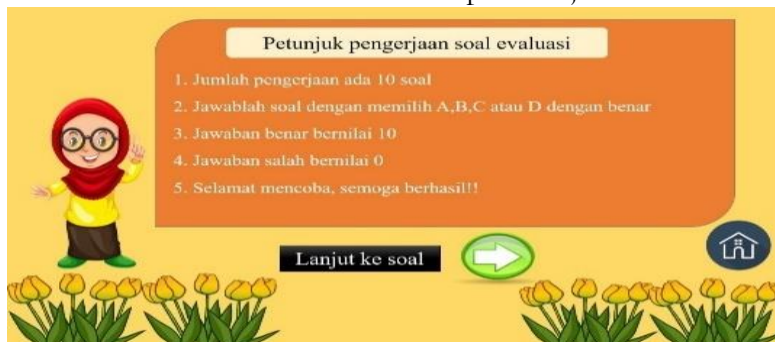 Petunjuk pengerjaan soal evaluasi
1. Jumlah pengerjaan ada 10 soal
2. Jawablah soal dengan memilih A,B,C atau D dengan benar
3. Jawaban benar bernilai 10
4. Jawaban salah bernilai 0
5. Selamat mencoba, semoga berhasil!!
Lanjut ke soal